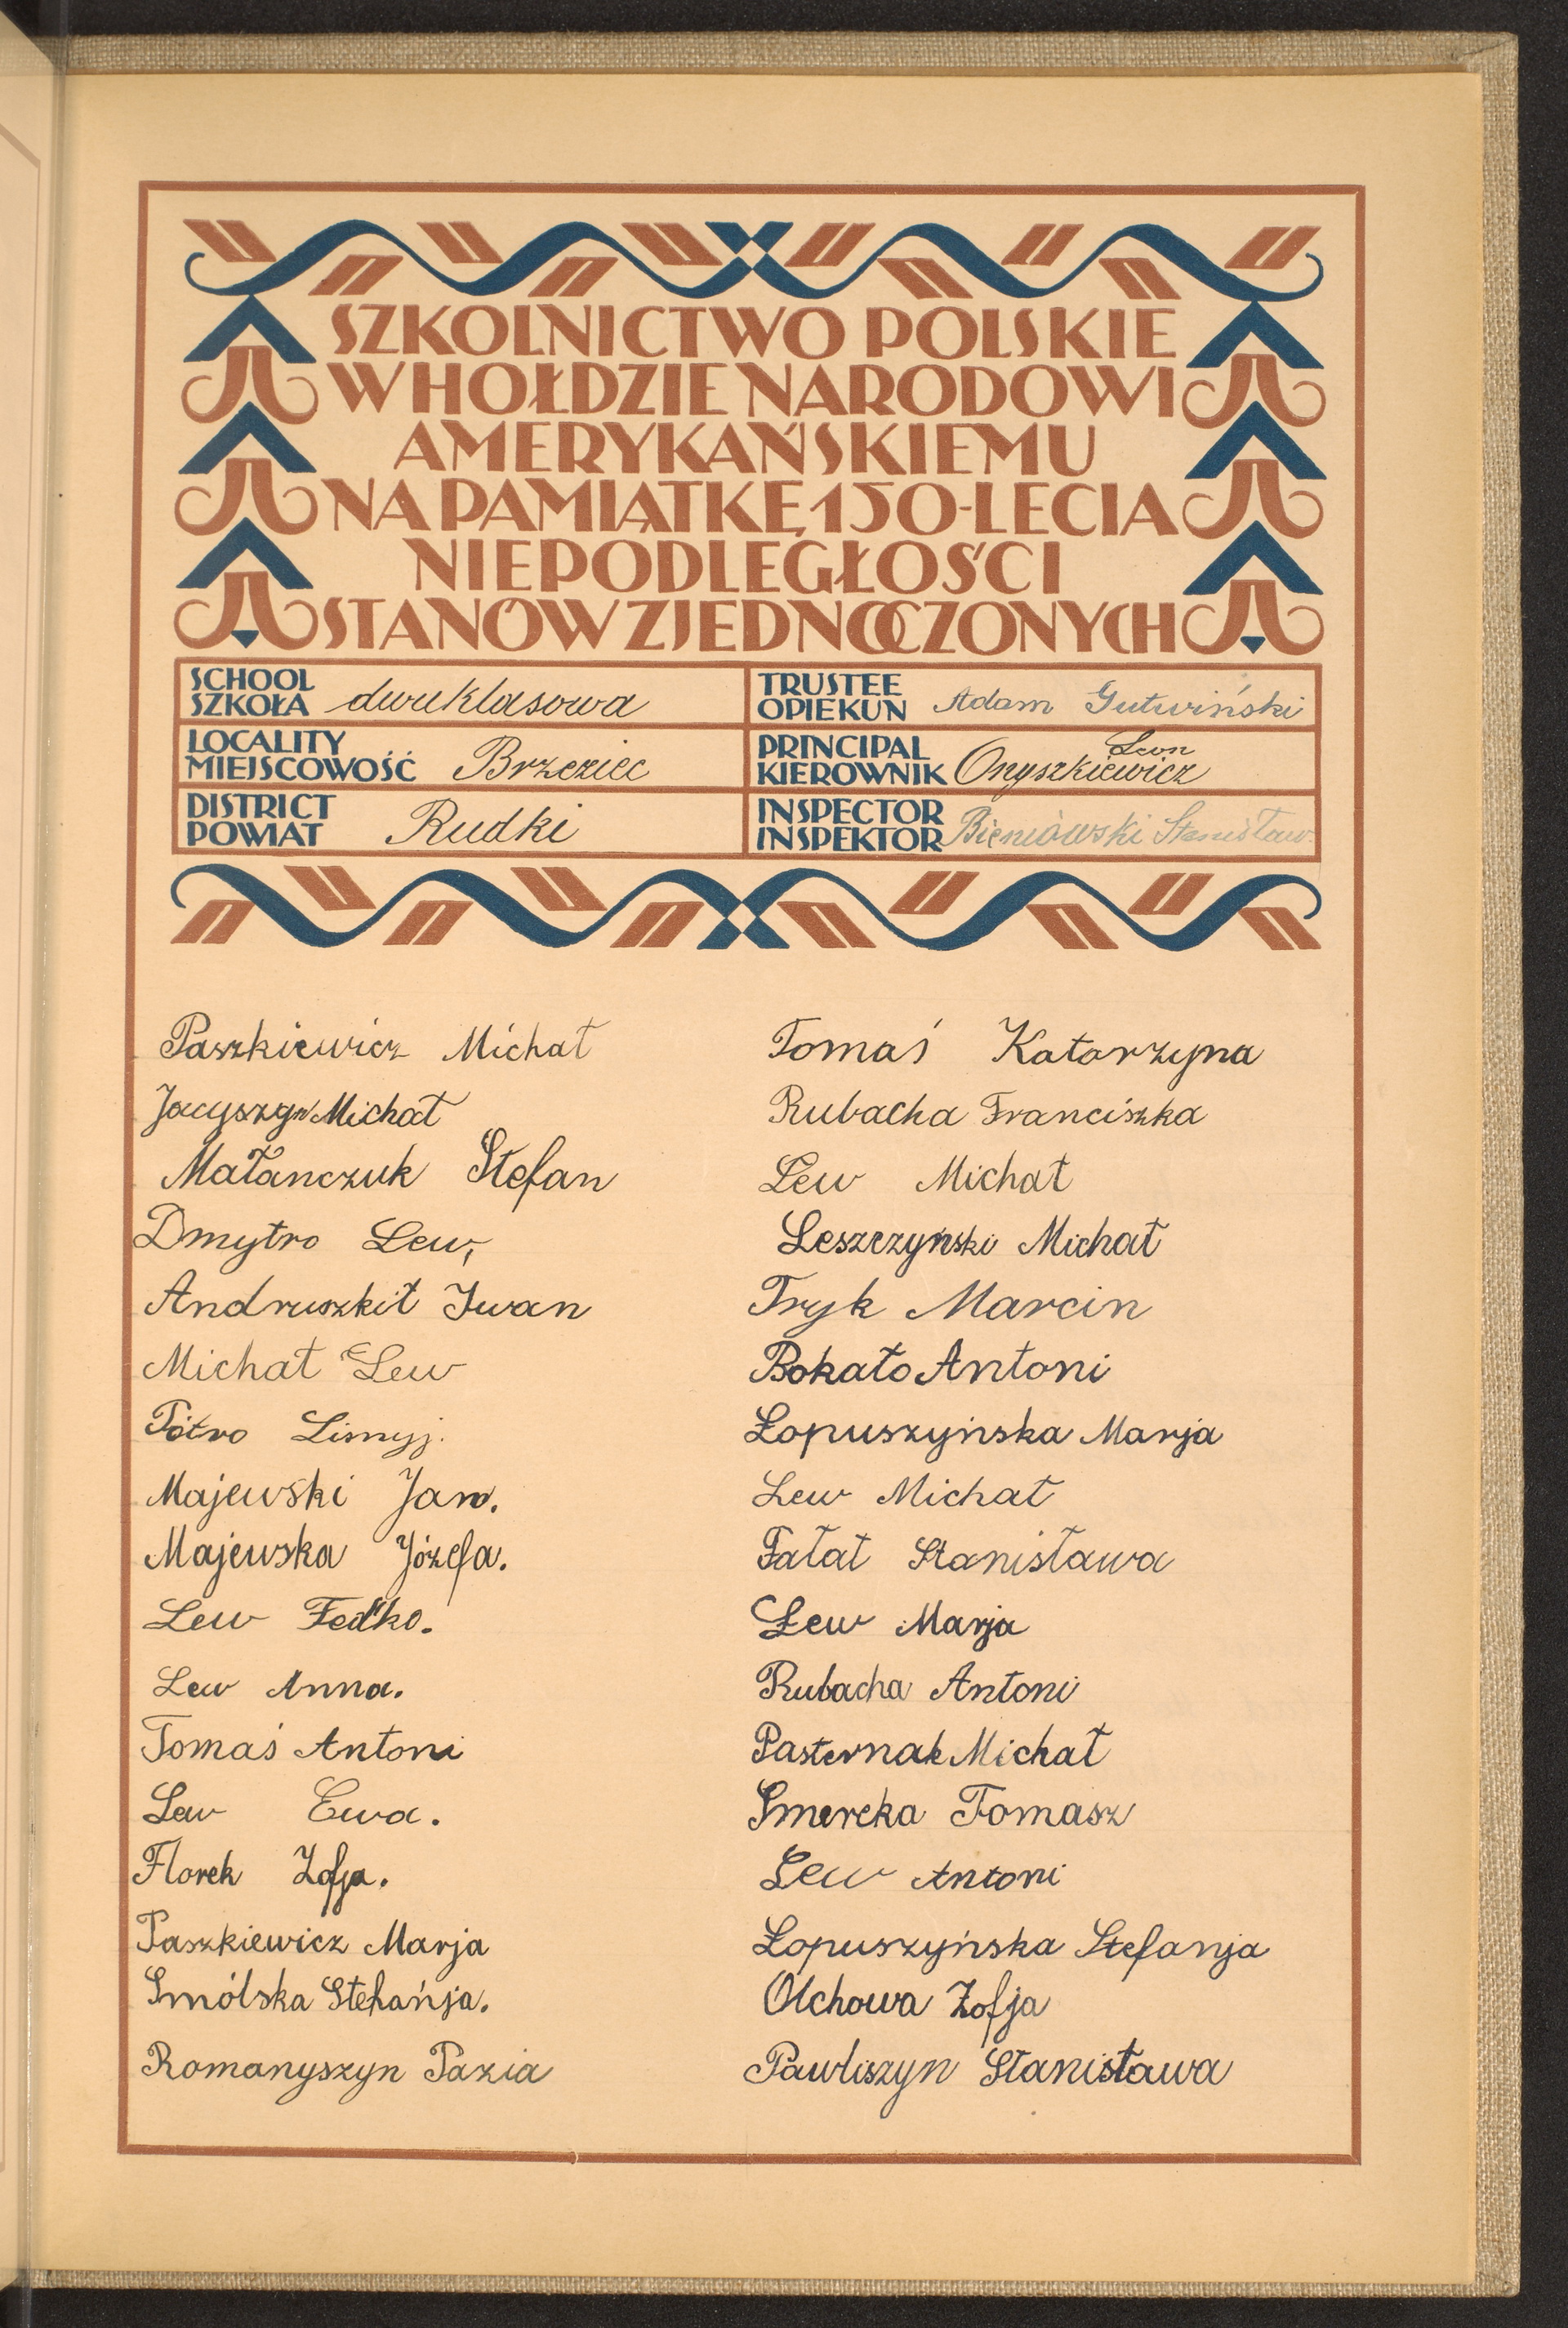 SZKOLNICTWO POLSKIE
W HOŁDZIE NARODOWI
AMERYKAŃSKIEMU
NA PAMIĄTKĘ 150-LECIA
NIEPODLEGŁOŚCI
STANÓW ZJEDNOCZONYCH
SCHOOL
SZKOŁA dwuklasowa
TRUSTEE
OPIEKUN Adam Gutwiński
LOCALITY
MIEJSCOWOŚĆ Brzeziec
PRINCIPAL Leon
KIEROWNIK Onyszkiewicz
DISTRICT
POWIAT Rudki
INSPECTOR
INSPEKTOR Bieniowski Stanisław
Paszkiewicz Michał
Jacyszyn Michał
Małanczuk Stefan
Dmytro Lew,
Andruszkit Iwan
Michał Lew
Pótro Lisnyj.
Majewski Jan.
Majewska Józefa.
Lew Fedko.
Lew Anna.
Tomaś Antoni
Lew Ewa.
Florek Zofja.
Paszkiewicz Marja
Smólska Stefańja.
Romanyszyn Pazia
Tomaś Katarzyna
Rubacha Franciszka
Lew Michał
Leszczyński Michał
Tryk Marcin
Bokało Antoni
Łopuszyńska Marja
Lew Michał
Fałat Stanisława
Lew Marja
Rubacha Antoni
Pasternak Michał
Smereka Tomasz
Lew Antoni
Łopuszyńska Stefanja
Olchowa Zofja
Pawliszyn Stanisława